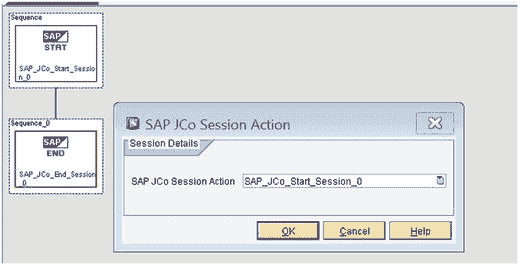 Sequence
SAP
STRT
SAP_JCo_Start_Sessio
n_0
Sequence_0
SAP
END
SAP_JCo_End_Session
_0
SAP JCo Session Action
Session Details
SAP JCo Session Action SAP_JCo_Start_Session_0
OK Cancel Help